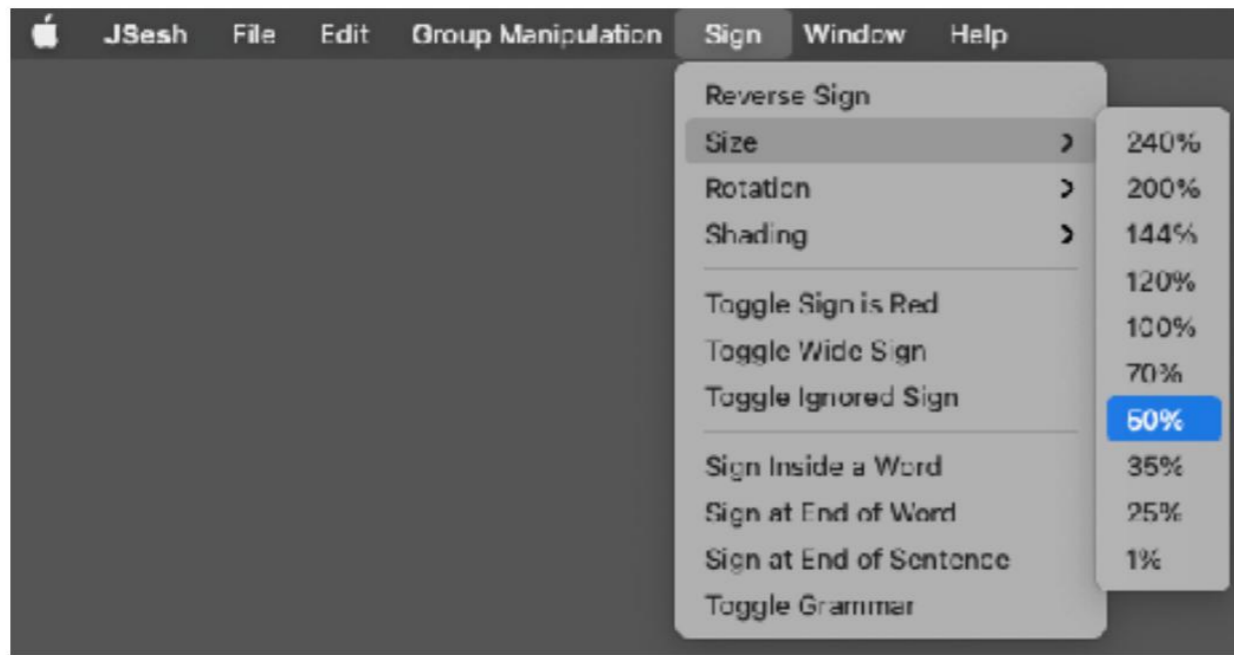 JSesh File Edit Group Manipulation Sign Window Help
Reverse Sign
Size
Rotation
Shading
Toggle Sign is Red
Toggle Wide Sign
Toggle Ignored Sign
Sign Inside a Word
Sign at End of Word
Sign at End of Sentence
Toggle Grammar
240%
200%
144%
120%
100%
70%
50%
35%
25%
1%